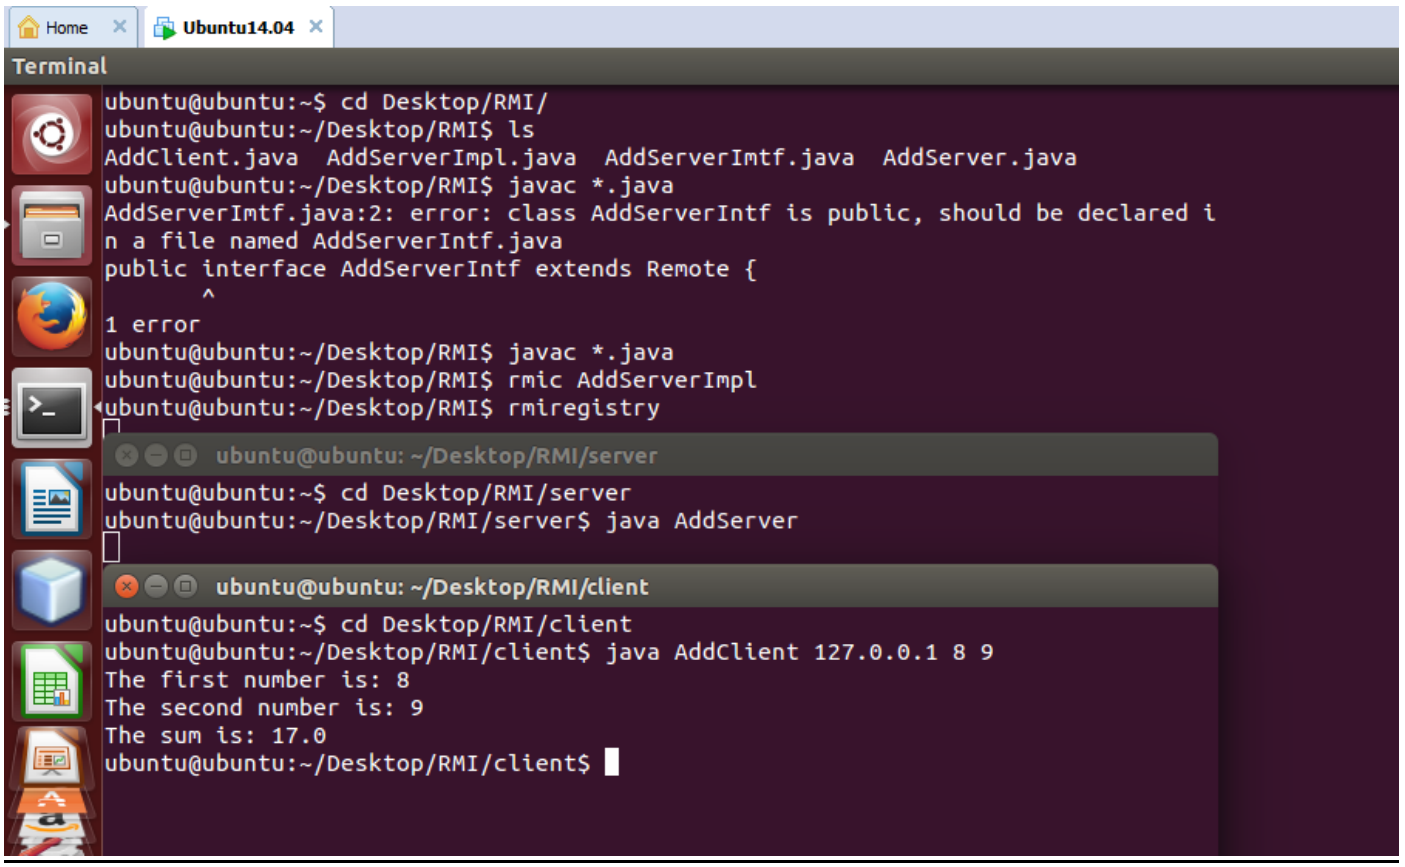 Home
Ubuntu14.04
Terminal
ubuntu@ubuntu:~$ cd Desktop/RMI/
ubuntu@ubuntu:~/Desktop/RMI$ ls
AddClient.java  AddServerImpl.java  AddServerImtf.java  AddServer.java
ubuntu@ubuntu:~/Desktop/RMI$ javac *.java
AddServerImtf.java:2: error: class AddServerIntf is public, should be declared i
n a file named AddServerIntf.java
public interface AddServerIntf extends Remote {
       ^
1 error
ubuntu@ubuntu:~/Desktop/RMI$ javac *.java
ubuntu@ubuntu:~/Desktop/RMI$ rmic AddServerImpl
ubuntu@ubuntu:~/Desktop/RMI$ rmiregistry
ubuntu@ubuntu: ~/Desktop/RMI/server
ubuntu@ubuntu:~$ cd Desktop/RMI/server
ubuntu@ubuntu:~/Desktop/RMI/server$ java AddServer
ubuntu@ubuntu: ~/Desktop/RMI/client
ubuntu@ubuntu:~$ cd Desktop/RMI/client
ubuntu@ubuntu:~/Desktop/RMI/client$ java AddClient 127.0.0.1 8 9
The first number is: 8
The second number is: 9
The sum is: 17.0
ubuntu@ubuntu:~/Desktop/RMI/client$